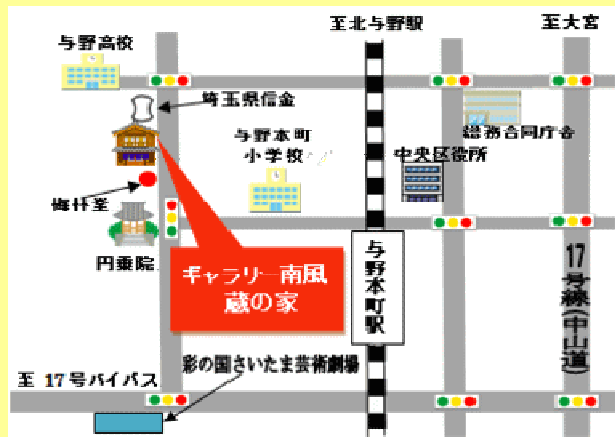 至北与野駅
至大宮
与野高校
埼玉県信金
与野本町
小学校
総務合同庁舎
中央区役所
円乗院
ギャラリー南風
蔵の家
与野本町駅
17号線(中山道)
彩の国さいたま芸術劇場
至 17号バイパス